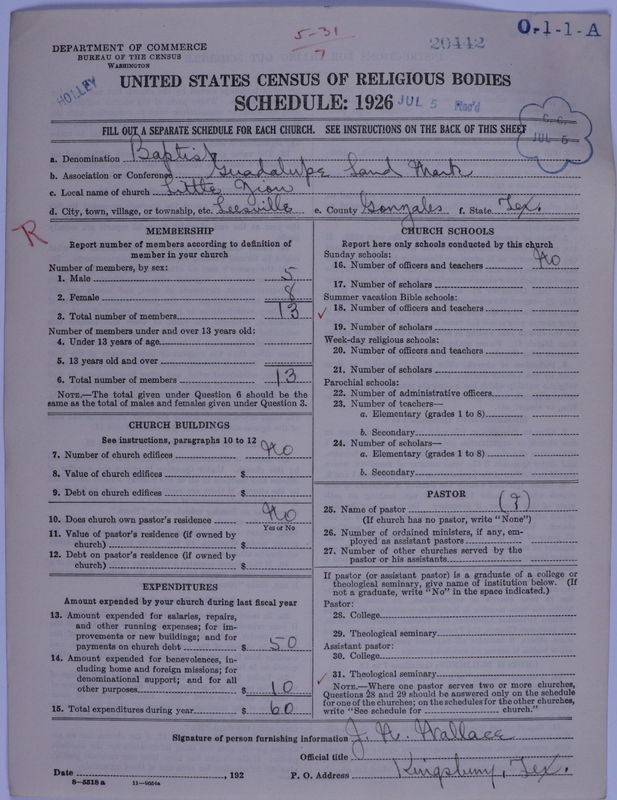 5-31
7
20442
O-1-1-A
DEPARTMENT OF COMMERCE
BUREAU OF THE CENSUS
WASHINGTON
HOLLEY
UNITED STATES CENSUS OF RELIGIOUS BODIES
SCHEDULE: 1926
JUL 5 Rec'd
C. C.
JUL 5
FILL OUT A SEPARATE SCHEDULE FOR EACH CHURCH. SEE INSTRUCTIONS ON THE BACK OF THIS SHEET
a. Denomination Baptist
b. Association or Conference Guadalupe Land Mark
c. Local name of church Little Zion
d. City, town, village, or township, etc. Leesville e. County Gonzales f. State Tex.
R
MEMBERSHIP
Report number of members according to definition of
member in your church
Number of members, by sex:
1. Male 5
2. Female 8
3. Total number of members 13
Number of members under and over 13 years old:
4. Under 13 years of age
5. 13 years old and over
6. Total number of members 13
NOTE.—The total given under Question 6 should be the
same as the total of males and females given under Question 3.
CHURCH BUILDINGS
See instructions, paragraphs 10 to 12
7. Number of church edifices No
8. Value of church edifices $
9. Debt on church edifices $
10. Does church own pastor's residence No
Yes or No
11. Value of pastor's residence (if owned by
church) $
12. Debt on pastor's residence (if owned by
church) $
EXPENDITURES
Amount expended by your church during last fiscal year
13. Amount expended for salaries, repairs,
and other running expenses; for im-
provements or new buildings; and for
payments on church debt $ 50
14. Amount expended for benevolences, in-
cluding home and foreign missions; for
denominational support; and for all
other purposes $ 10
15. Total expenditures during year $ 60
CHURCH SCHOOLS
Report here only schools conducted by this church
Sunday schools:
16. Number of officers and teachers No
17. Number of scholars
Summer vacation Bible schools:
18. Number of officers and teachers
19. Number of scholars
Week-day religious schools:
20. Number of officers and teachers
21. Number of scholars
Parochial schools:
22. Number of administrative officers
23. Number of teachers—
a. Elementary (grades 1 to 8)
b. Secondary
24. Number of scholars—
a. Elementary (grades 1 to 8)
b. Secondary
PASTOR
25. Name of pastor (?)
(If church has no pastor, write "None")
26. Number of ordained ministers, if any, em-
ployed as assistant pastors
27. Number of other churches served by the
pastor or his assistants
If pastor (or assistant pastor) is a graduate of a college or
theological seminary, give name of institution below. (If
not a graduate, write "No" in the space indicated.)
Pastor:
28. College
29. Theological seminary
Assistant pastor:
30. College
31. Theological seminary
NOTE.—Where one pastor serves two or more churches,
Questions 28 and 29 should be answered only on the schedule
for one of the churches; on the schedules for the other churches,
write "See schedule for church."
Signature of person furnishing information J. N. Wallace
Official title
Date , 192 P. O. Address Kingsbury, Tex.
8—5518 a 11—9034a